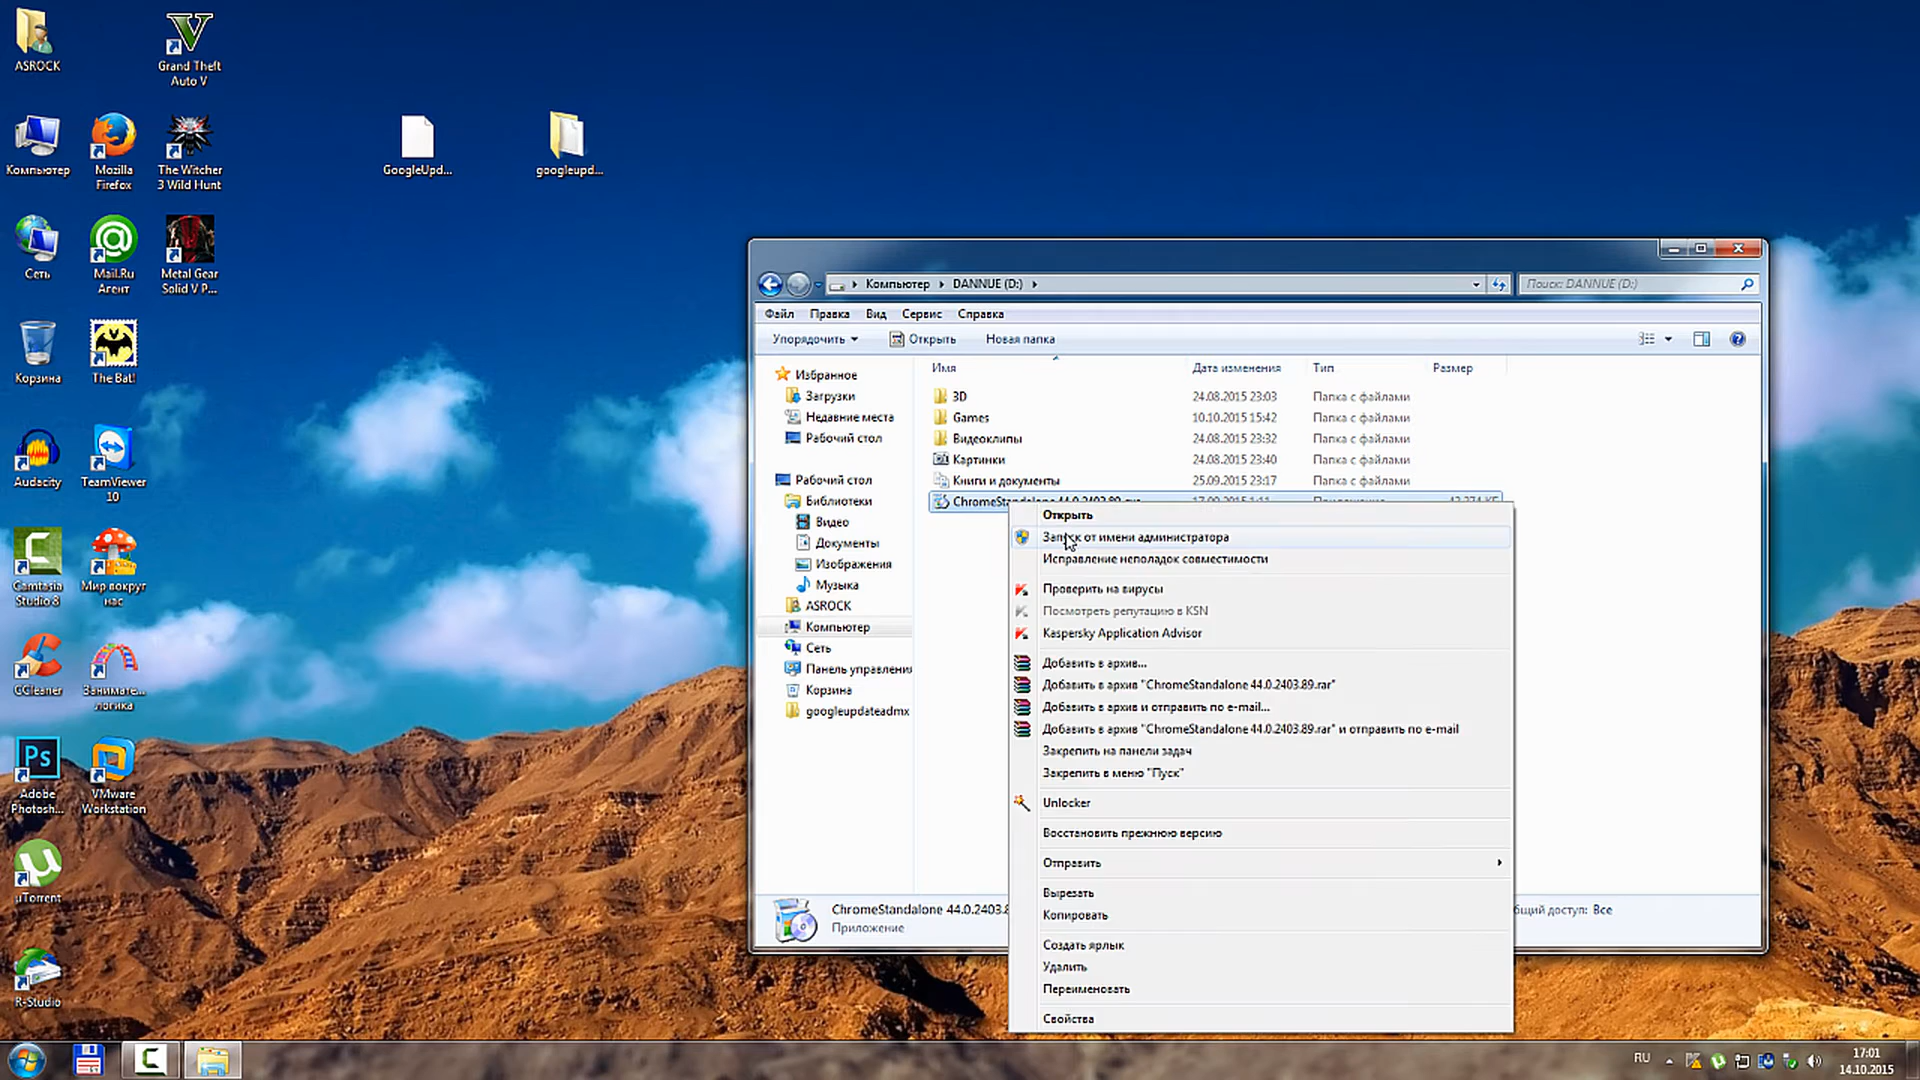 ASROCK
Grand Theft
Auto V
Компьютер
Mozilla
Firefox
The Witcher
3 Wild Hunt
GoogleUpd...
googleupd...
Сеть
Mail.Ru
Агент
Metal Gear
Solid V P...
Корзина
The Bat!
Audacity
TeamViewer
10
Camtasia
Studio 8
Мир вокруг
нас
CCleaner
Занимате...
логика
Adobe
Photosh...
VMware
Workstation
µTorrent
R-Studio
Компьютер
DANNUE (D:)
Поиск: DANNUE (D:)
Файл Правка Вид Сервис Справка
Упорядочить Открыть Новая папка
Имя Дата изменения Тип Размер
Избранное
Загрузки
Недавние места
Рабочий стол
Рабочий стол
Библиотеки
Видео
Документы
Изображения
Музыка
ASROCK
Компьютер
Сеть
Панель управления
Корзина
googleupdateadmx
3D 24.08.2015 23:03 Папка с файлами
Games 10.10.2015 15:42 Папка с файлами
Видеоклипы 24.08.2015 23:32 Папка с файлами
Картинки 24.08.2015 23:40 Папка с файлами
Книги и документы 25.09.2015 23:17 Папка с файлами
ChromeStandalone 44.0.2403.89.exe
Открыть
Запуск от имени администратора
Исправление неполадок совместимости
Проверить на вирусы
Посмотреть репутацию в KSN
Kaspersky Application Advisor
Добавить в архив...
Добавить в архив "ChromeStandalone 44.0.2403.89.rar"
Добавить в архив и отправить по e-mail...
Добавить в архив "ChromeStandalone 44.0.2403.89.rar" и отправить по e-mail
Закрепить на панели задач
Закрепить в меню "Пуск"
Unlocker
Восстановить прежнюю версию
Отправить
Вырезать
Копировать
Создать ярлык
Удалить
Переименовать
Свойства
ChromeStandalone 44.0.2403.8
Приложение
бщий доступ: Все
RU
17:01
14.10.2015